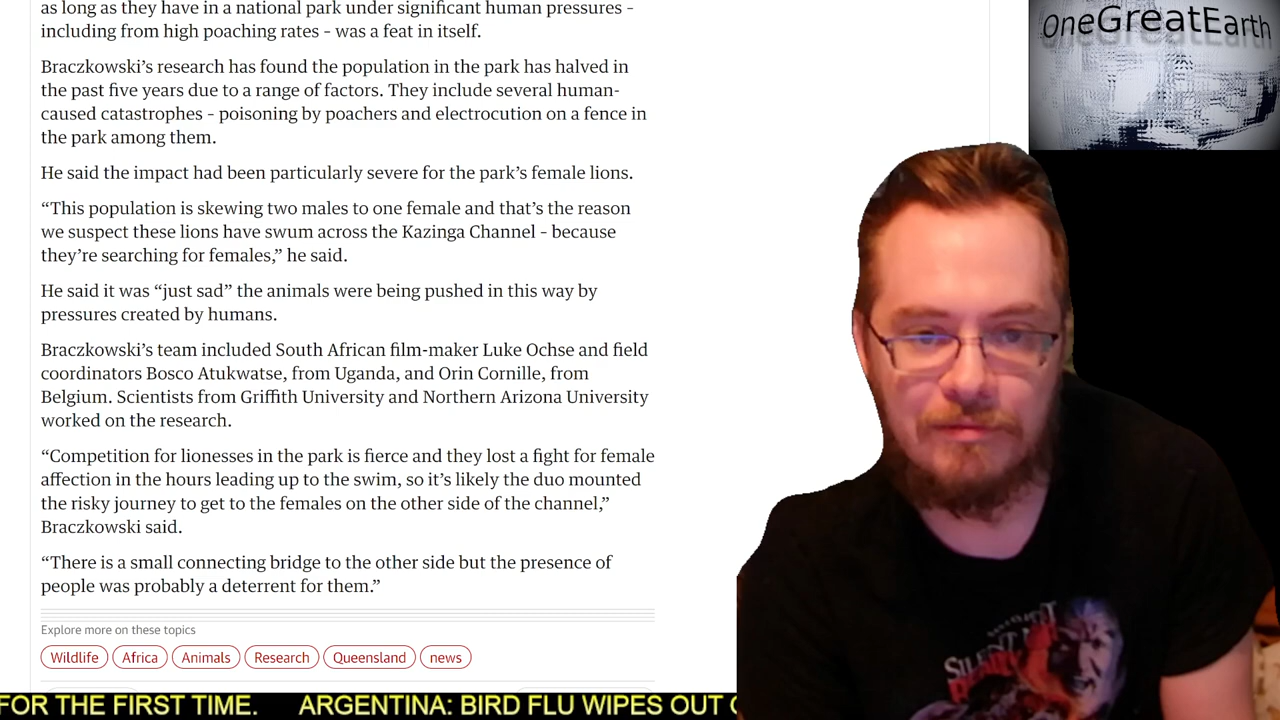 as long as they have in a national park under significant human pressures –
including from high poaching rates – was a feat in itself.
Braczkowski’s research has found the population in the park has halved in
the past five years due to a range of factors. They include several human-
caused catastrophes – poisoning by poachers and electrocution on a fence in
the park among them.
He said the impact had been particularly severe for the park’s female lions.
“This population is skewing two males to one female and that’s the reason
we suspect these lions have swum across the Kazinga Channel – because
they’re searching for females,” he said.
He said it was “just sad” the animals were being pushed in this way by
pressures created by humans.
Braczkowski’s team included South African film-maker Luke Ochse and field
coordinators Bosco Atukwatse, from Uganda, and Orin Cornille, from
Belgium. Scientists from Griffith University and Northern Arizona University
worked on the research.
“Competition for lionesses in the park is fierce and they lost a fight for female
affection in the hours leading up to the swim, so it’s likely the duo mounted
the risky journey to get to the females on the other side of the channel,”
Braczkowski said.
“There is a small connecting bridge to the other side but the presence of
people was probably a deterrent for them.”
Explore more on these topics
Wildlife Africa Animals Research Queensland news
OneGreatEarth
FOR THE FIRST TIME. ARGENTINA: BIRD FLU WIPES OUT